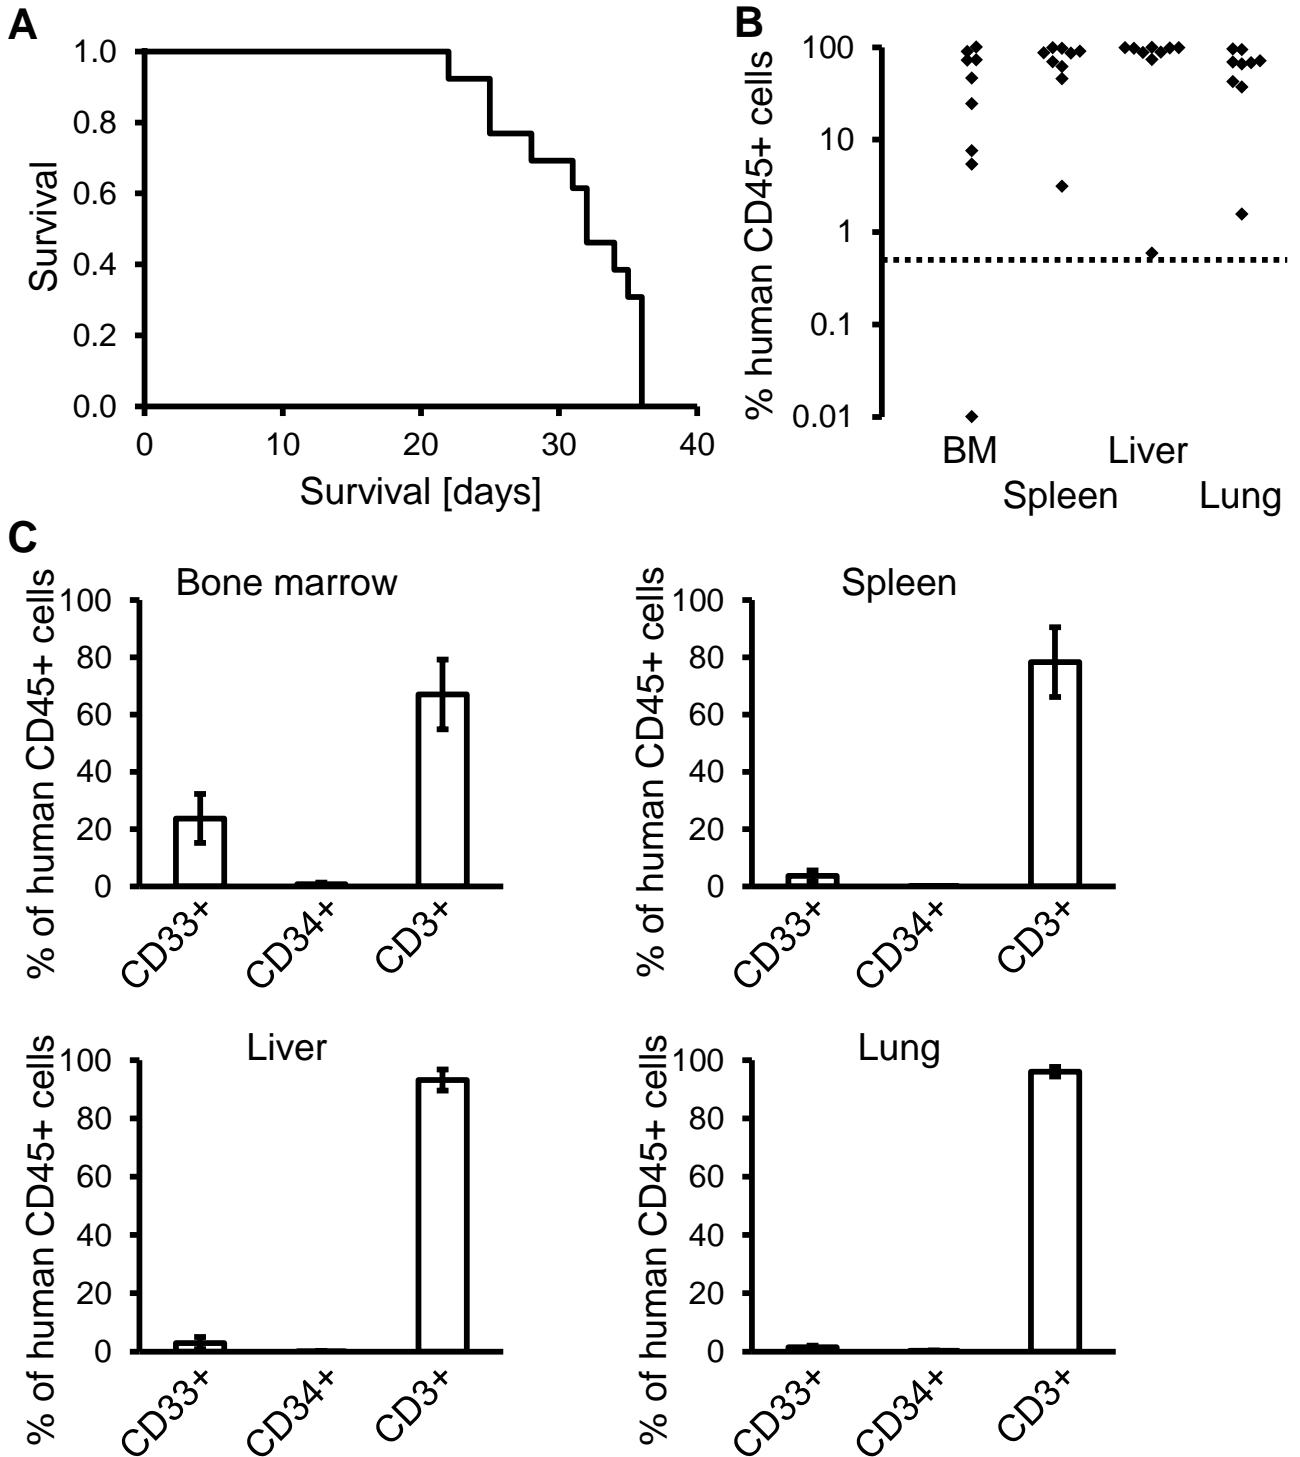 A
1.0
0.8
0.6
0.4
0.2
0.0
Survival
0 10 20 30 40
Survival [days]
B
100
10
1
0.1
0.01
% human CD45+ cells
BM Liver
Spleen Lung
C
Bone marrow
100
80
60
40
20
0
% of human CD45+ cells
CD33+ CD34+ CD3+
Spleen
100
80
60
40
20
0
% of human CD45+ cells
CD33+ CD34+ CD3+
Liver
100
80
60
40
20
0
% of human CD45+ cells
CD33+ CD34+ CD3+
Lung
100
80
60
40
20
0
% of human CD45+ cells
CD33+ CD34+ CD3+